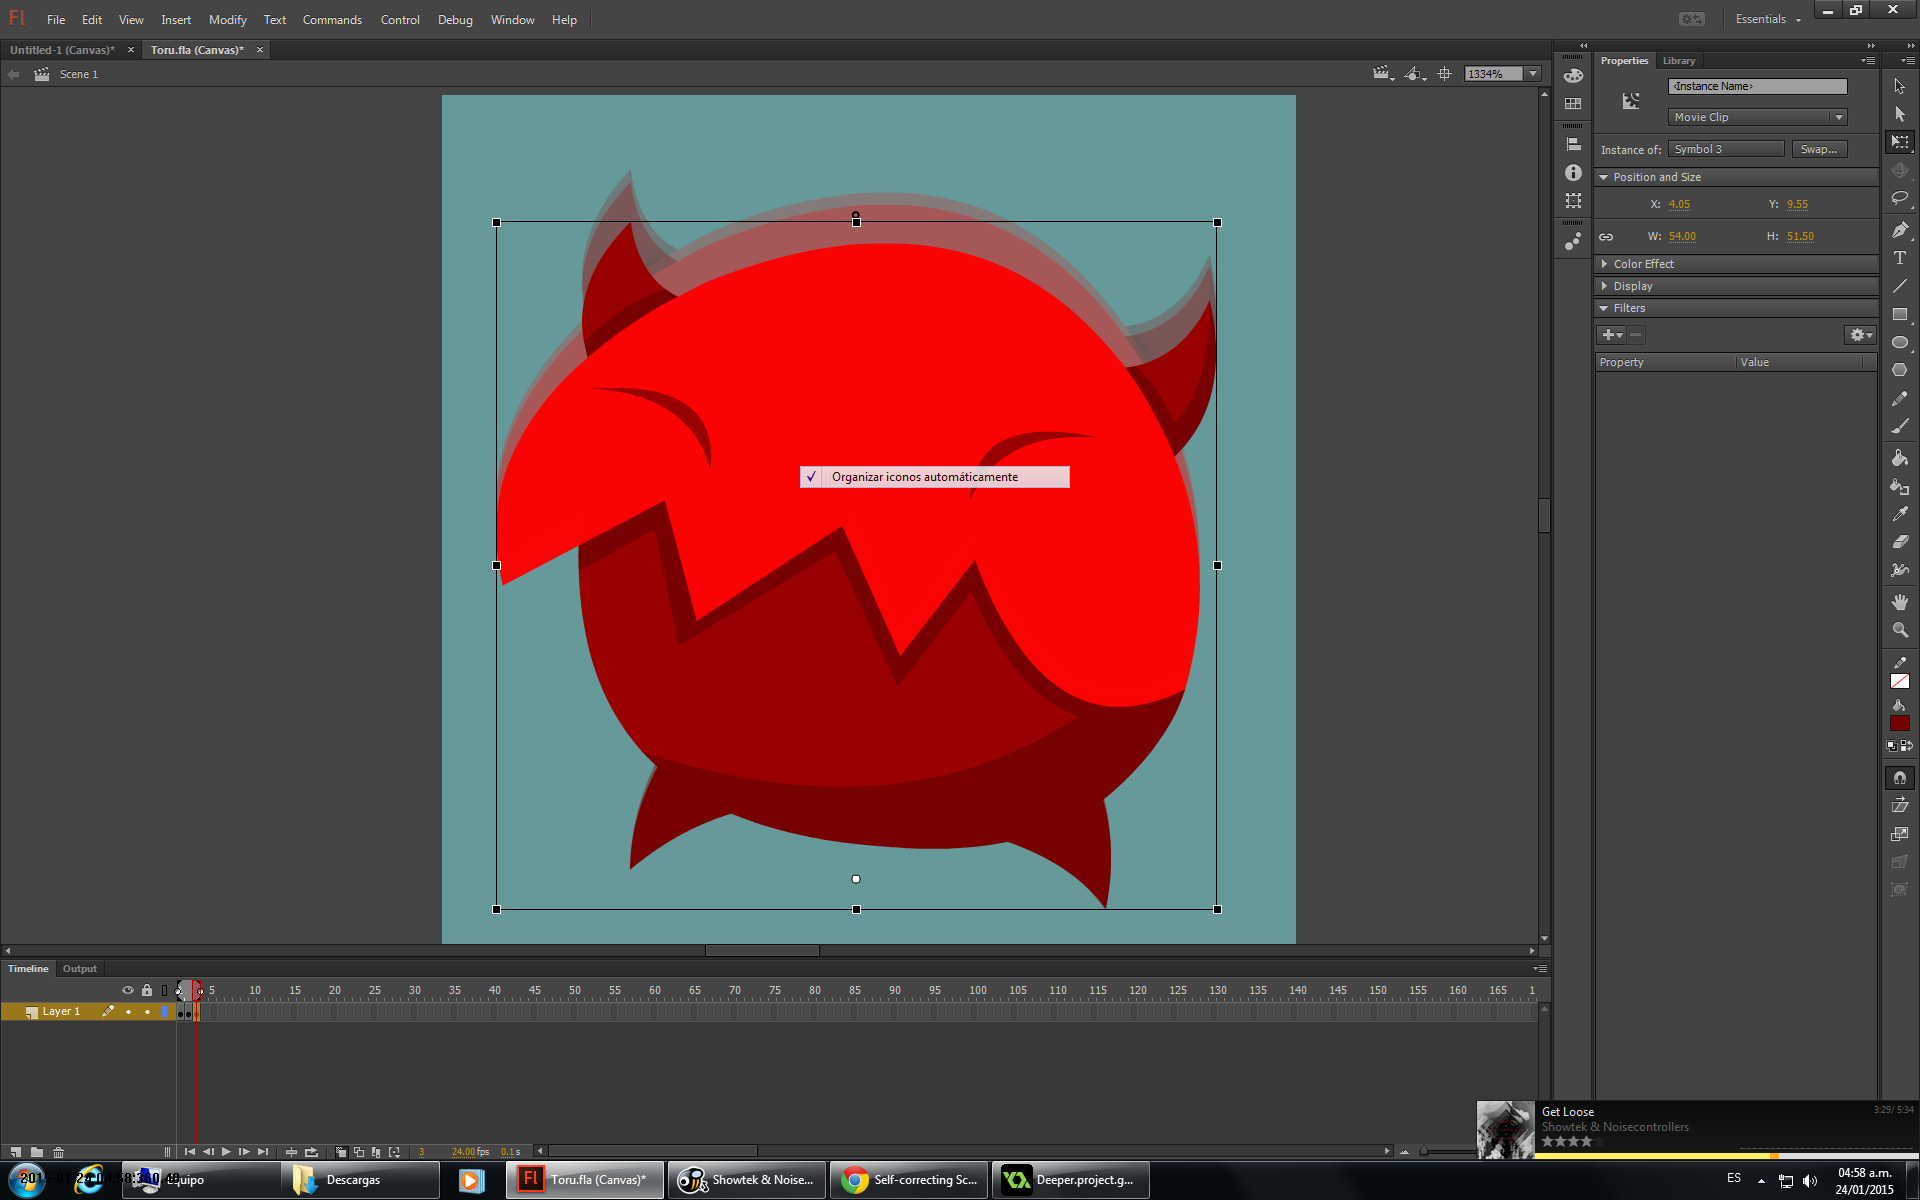 Fl File Edit View Insert Modify Text Commands Control Debug Window Help Essentials
Untitled-1 (Canvas)* × Toru.fla (Canvas)* ×
Scene 1
1334%
Properties Library
<Instance Name>
Movie Clip
Instance of: Symbol 3 Swap...
Position and Size
X: 4.05 Y: 9.55
W: 54.00 H: 51.50
Color Effect
Display
Filters
Property Value
✓ Organizar iconos automáticamente
Timeline Output
5 10 15 20 25 30 35 40 45 50 55 60 65 70 75 80 85 90 95 100 105 110 115 120 125 130 135 140 145 150 155 160 165 1
Layer 1
3 24.00 fps 0.1 s
Get Loose 3:29/ 5:34
Showtek & Noisecontrollers
Equipo Descargas Fl Toru.fla (Canvas)* Showtek & Noise... Self-correcting Sc... Deeper.project.g... ES
04:58 a.m.
24/01/2015